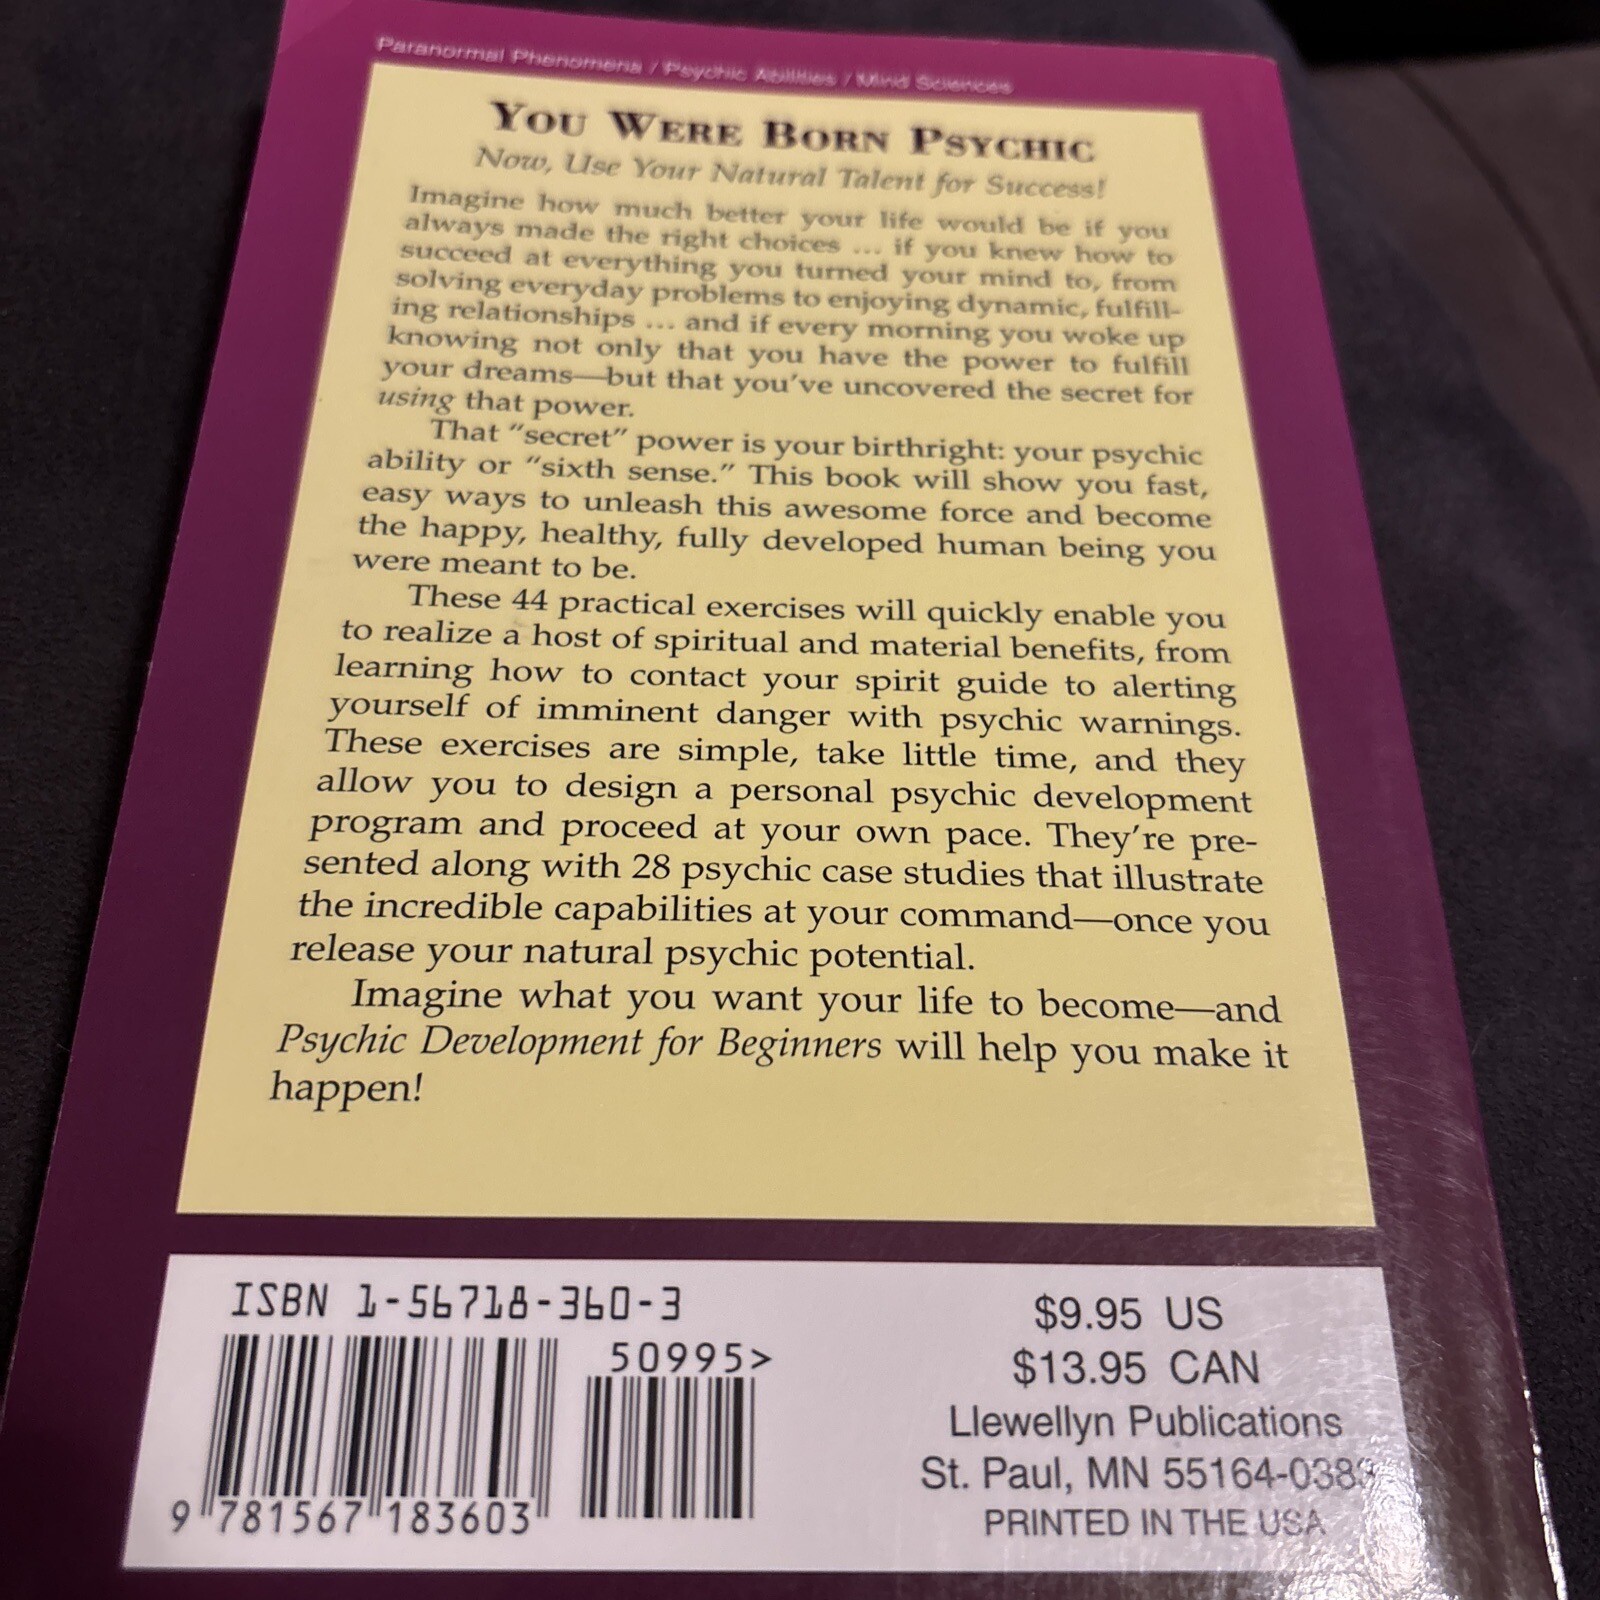 Paranormal Phenomena / Psychic Abilities / Mind Sciences
YOU WERE BORN PSYCHIC
Now, Use Your Natural Talent for Success!
Imagine how much better your life would be if you
always made the right choices ... if you knew how to
succeed at everything you turned your mind to, from
solving everyday problems to enjoying dynamic, fulfill-
ing relationships ... and if every morning you woke up
knowing not only that you have the power to fulfill
your dreams—but that you've uncovered the secret for
using that power.
That "secret" power is your birthright: your psychic
ability or "sixth sense." This book will show you fast,
easy ways to unleash this awesome force and become
the happy, healthy, fully developed human being you
were meant to be.
These 44 practical exercises will quickly enable you
to realize a host of spiritual and material benefits, from
learning how to contact your spirit guide to alerting
yourself of imminent danger with psychic warnings.
These exercises are simple, take little time, and they
allow you to design a personal psychic development
program and proceed at your own pace. They're pre-
sented along with 28 psychic case studies that illustrate
the incredible capabilities at your command—once you
release your natural psychic potential.
Imagine what you want your life to become—and
Psychic Development for Beginners will help you make it
happen!
ISBN 1-56718-360-3
50995>
9 781567 183603
$9.95 US
$13.95 CAN
Llewellyn Publications
St. Paul, MN 55164-0383
PRINTED IN THE USA